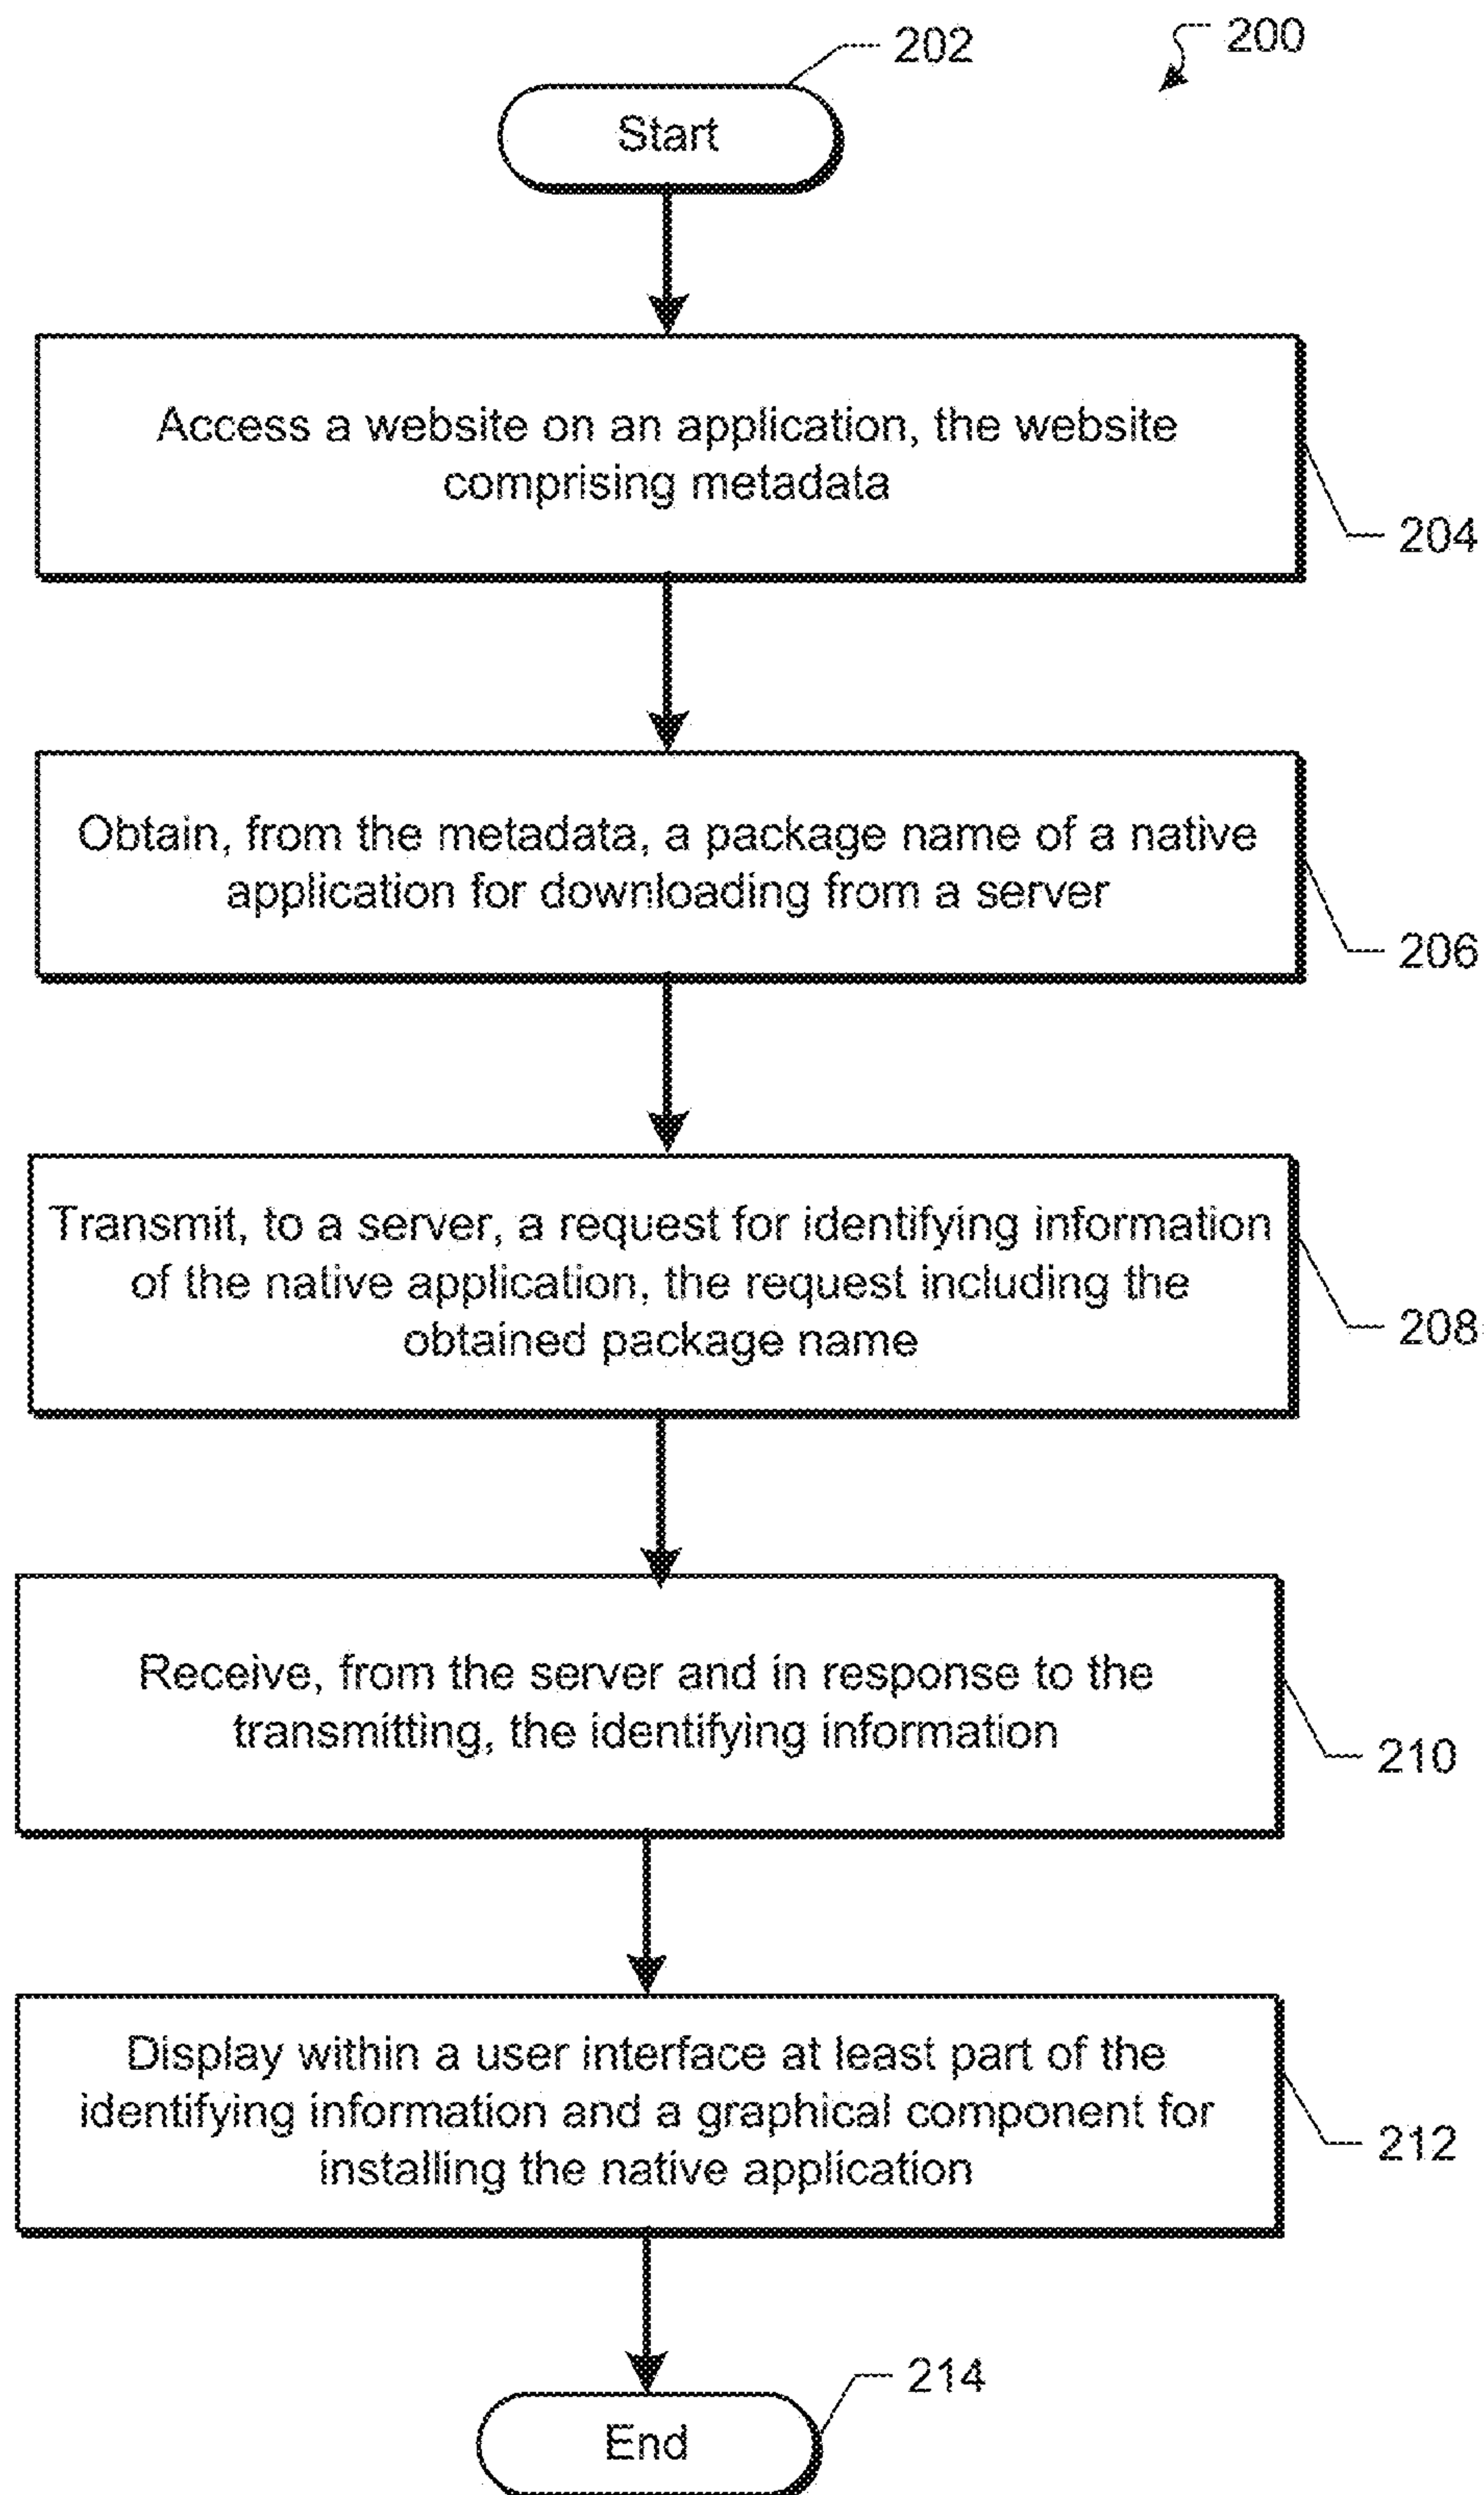 202
200
Start
Access a website on an application, the website
comprising metadata
204
Obtain, from the metadata, a package name of a native
application for downloading from a server
206
Transmit, to a server, a request for identifying information
of the native application, the request including the
obtained package name
208
Receive, from the server and in response to the
transmitting, the identifying information
210
Display within a user interface at least part of the
identifying information and a graphical component for
installing the native application
212
214
End